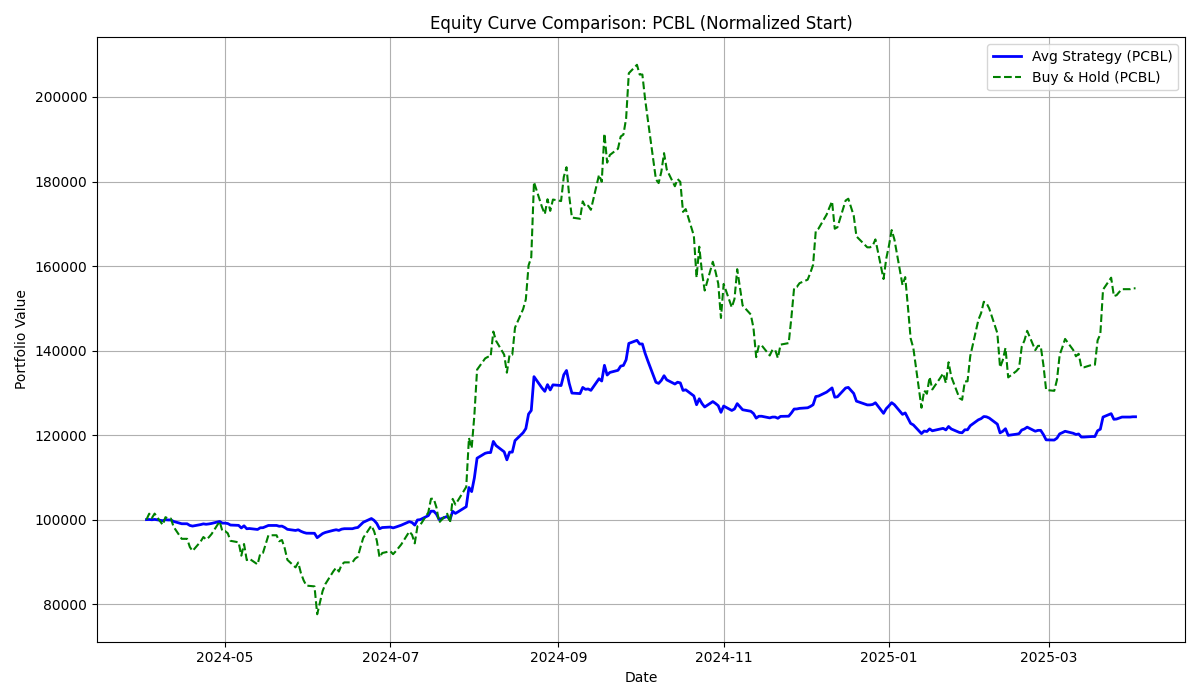 Equity Curve Comparison: PCBL (Normalized Start)
Avg Strategy (PCBL)
Buy & Hold (PCBL)
Portfolio Value
200000
180000
160000
140000
120000
100000
80000
2024-05
2024-07
2024-09
2024-11
2025-01
2025-03
Date